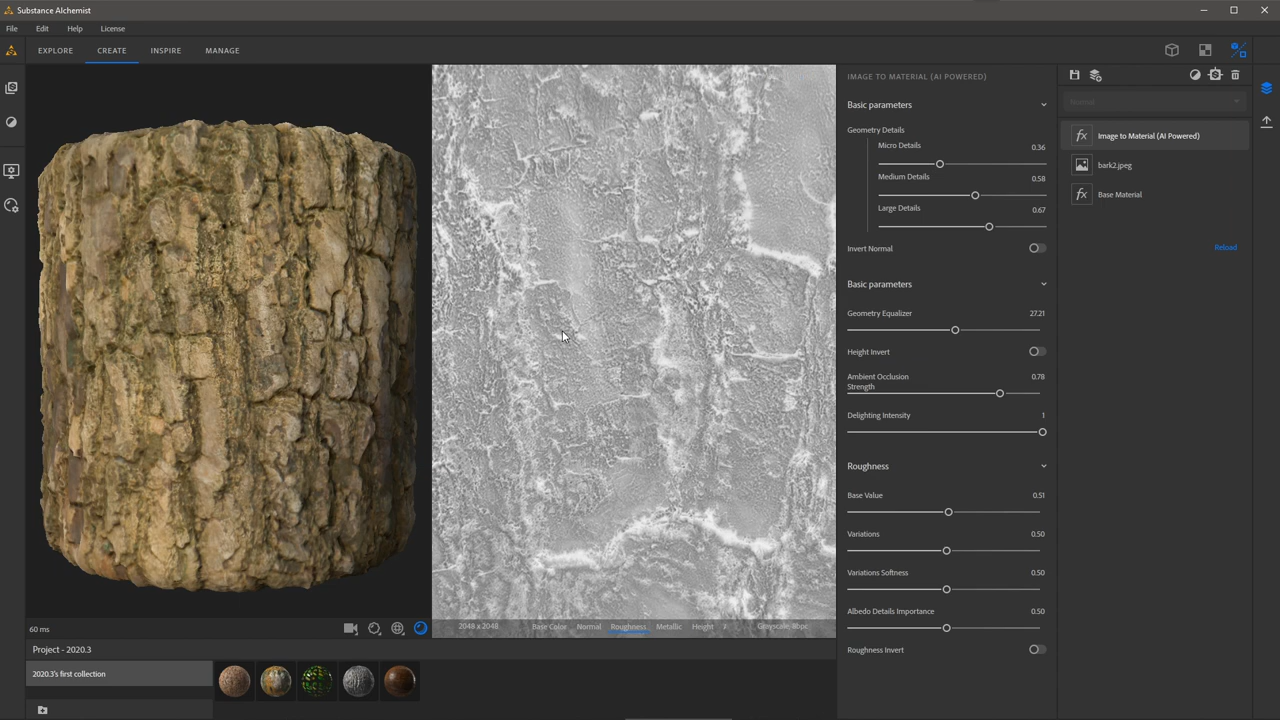 Substance Alchemist
File Edit Help License
EXPLORE CREATE INSPIRE MANAGE
60 ms
2048 x 2048 Base Color Normal Roughness Metallic Height Grayscale 8bpc
Project - 2020.3
2020.3's first collection
IMAGE TO MATERIAL (AI POWERED)
Basic parameters
Geometry Details
Micro Details 0.36
Medium Details 0.58
Large Details 0.67
Invert Normal
Basic parameters
Geometry Equalizer 27.21
Height Invert
Ambient Occlusion 0.78
Strength
Delighting Intensity 1
Roughness
Base Value 0.51
Variations 0.50
Variations Softness 0.50
Albedo Details Importance 0.50
Roughness Invert
Normal
fx Image to Material (AI Powered)
bark2.jpeg
fx Base Material
Reload